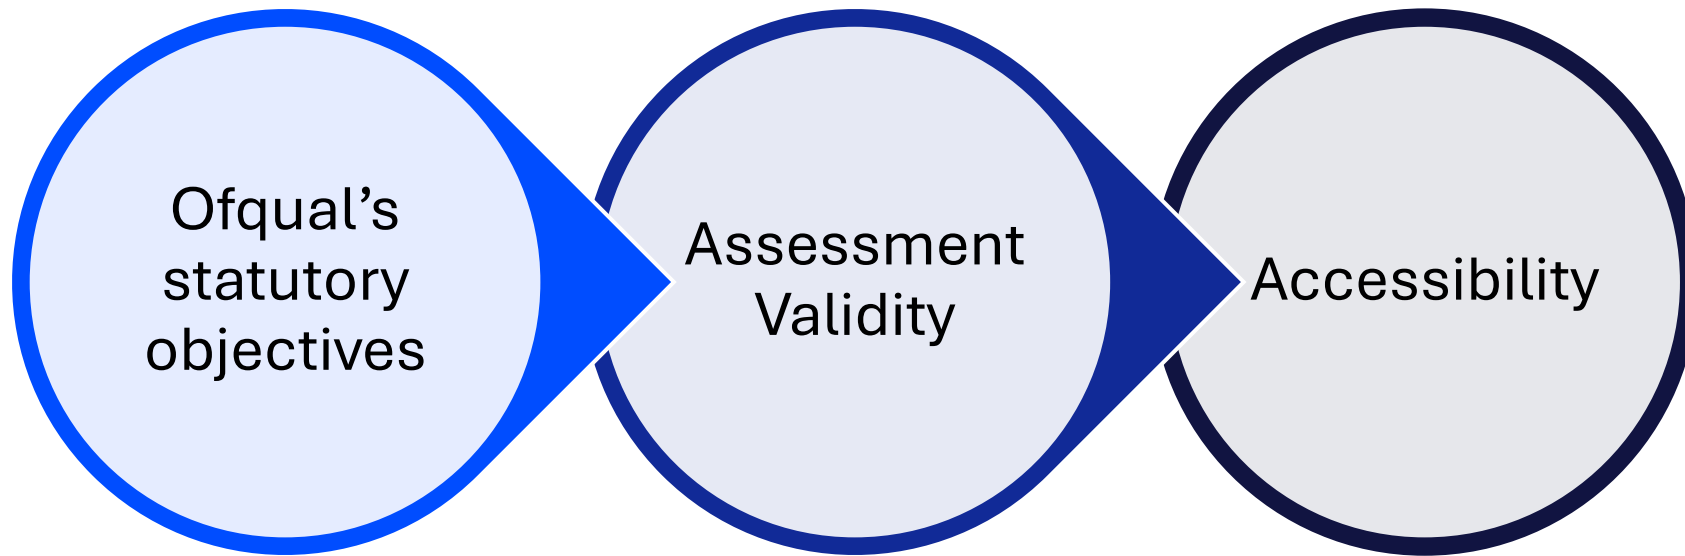 Ofqual’s
statutory
objectives
Assessment
Validity
Accessibility